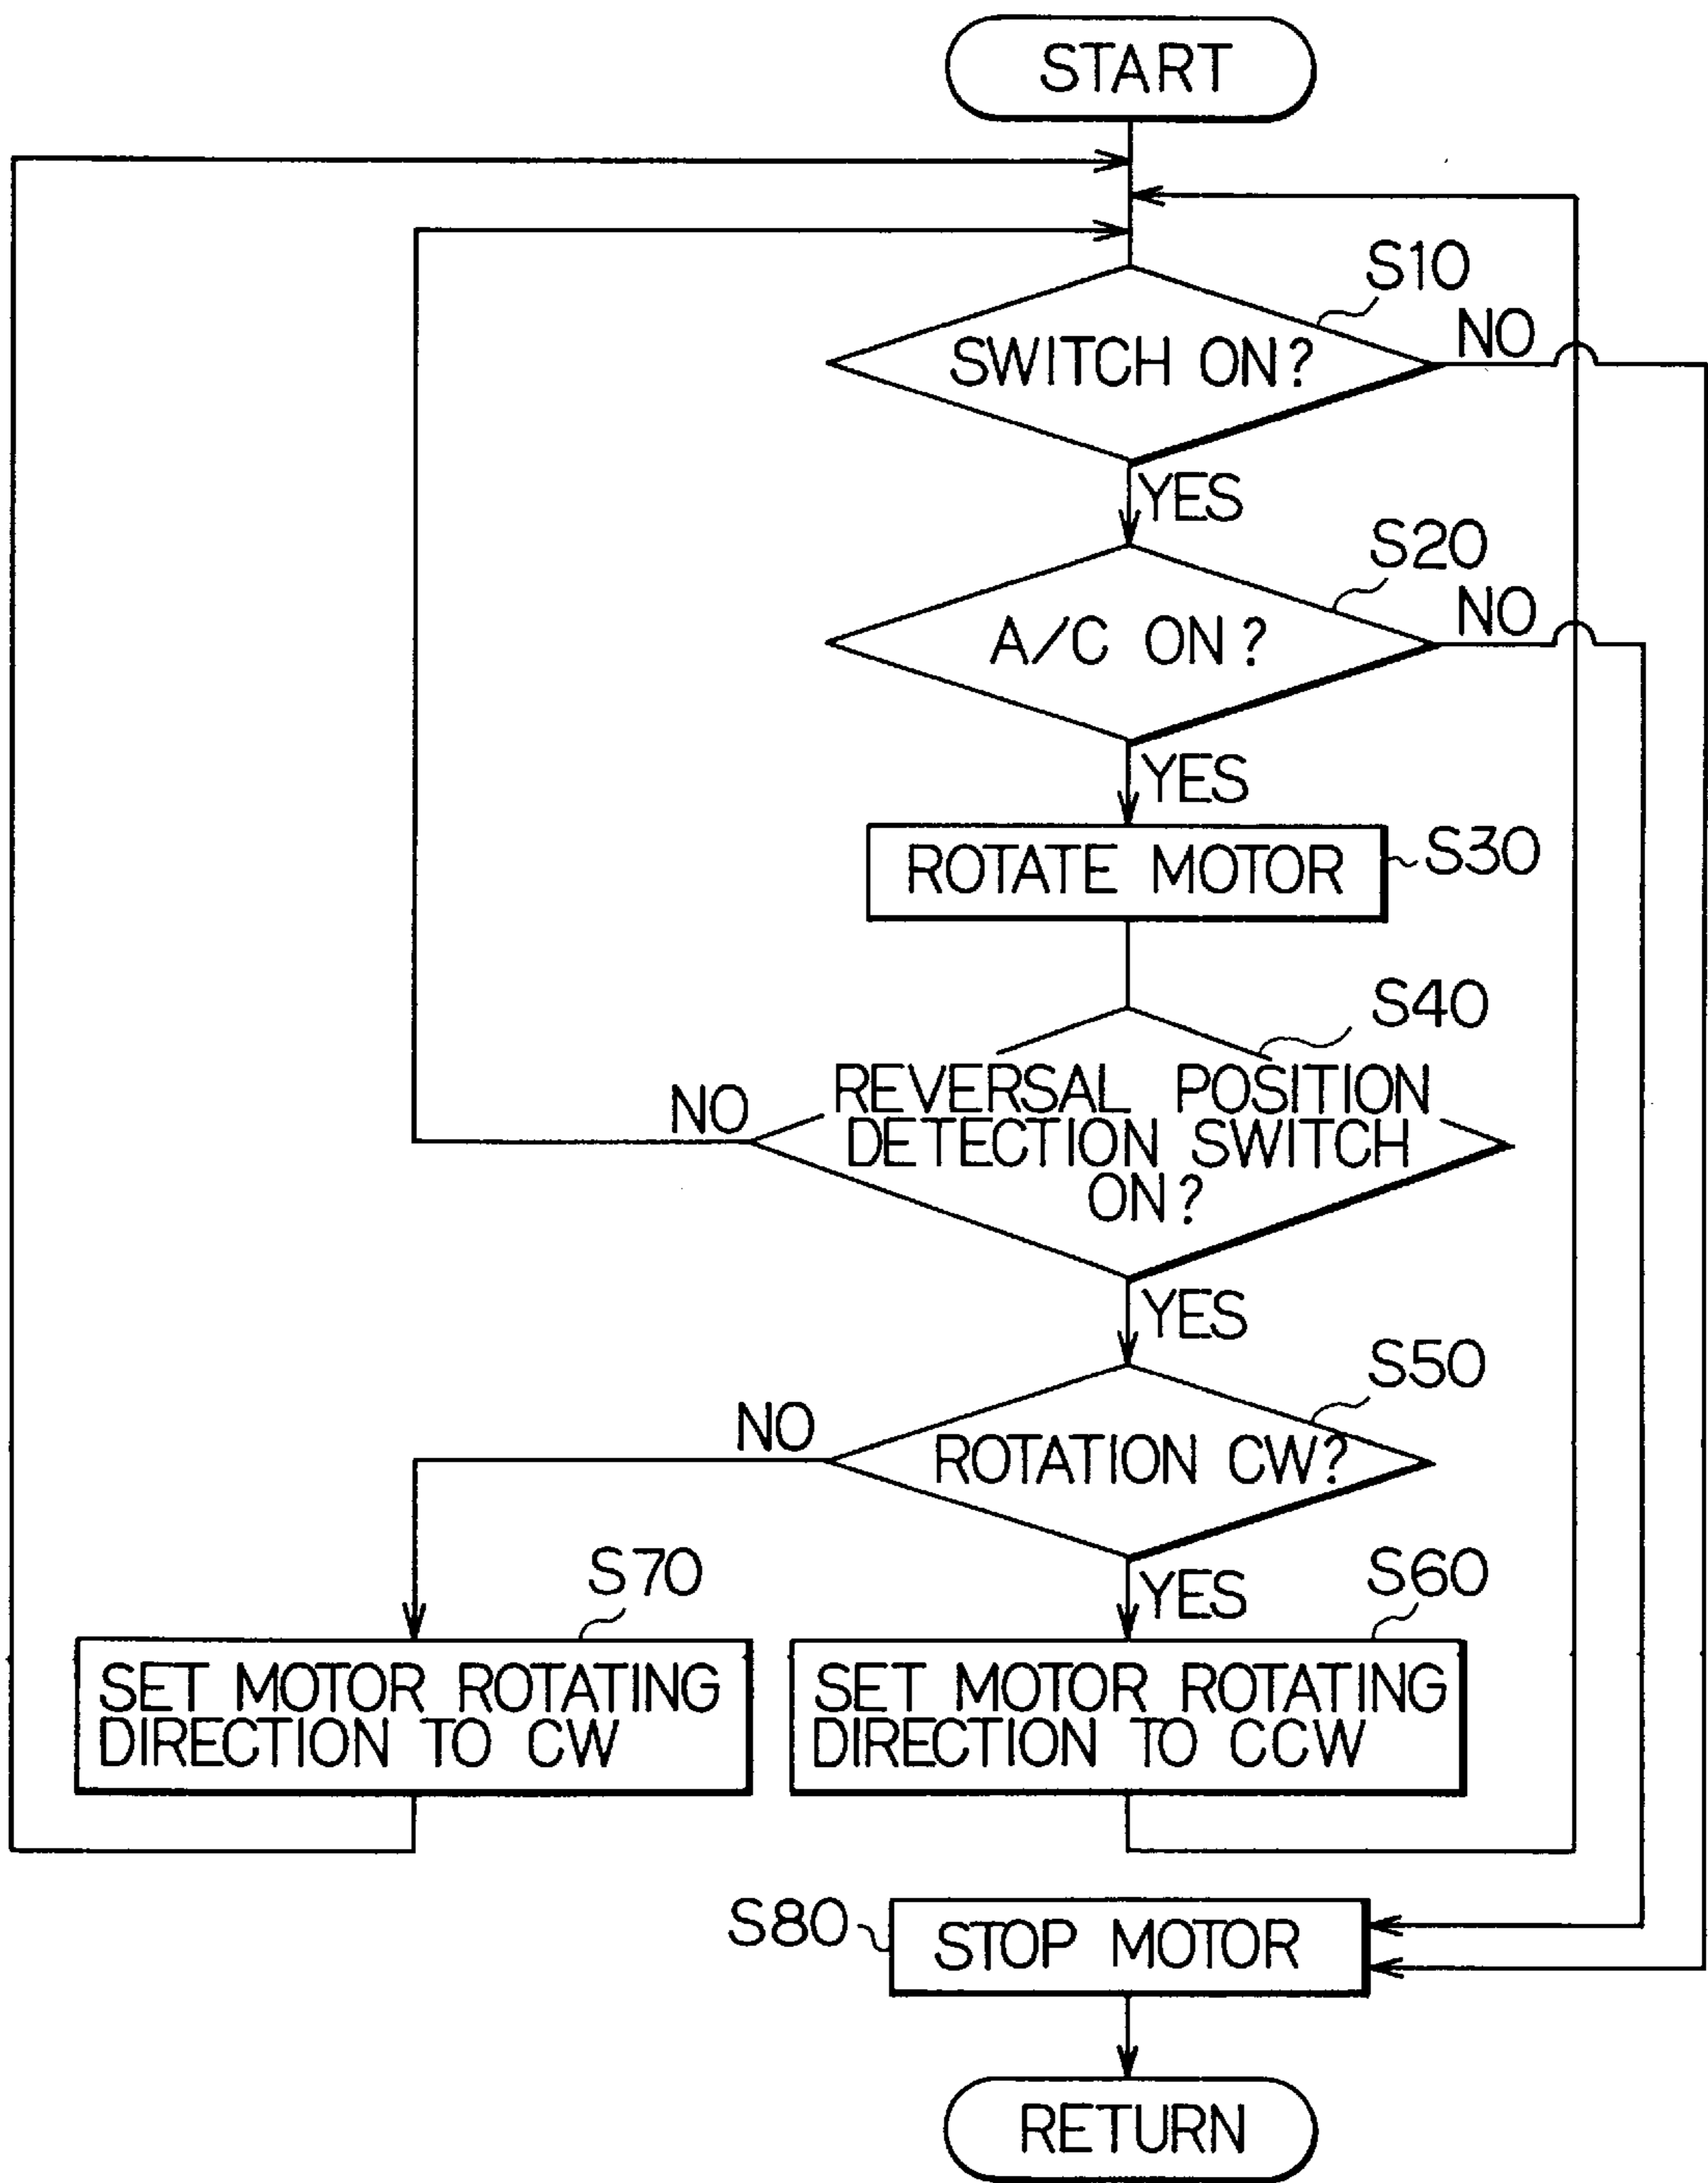 START
S10
SWITCH ON?
NO
YES
S20
A/C ON?
NO
YES
ROTATE MOTOR
S30
S40
REVERSAL POSITION
DETECTION SWITCH
ON?
NO
YES
S50
NO
ROTATION CW?
S70
YES
S60
SET MOTOR ROTATING
DIRECTION TO CW
SET MOTOR ROTATING
DIRECTION TO CCW
S80
STOP MOTOR
RETURN